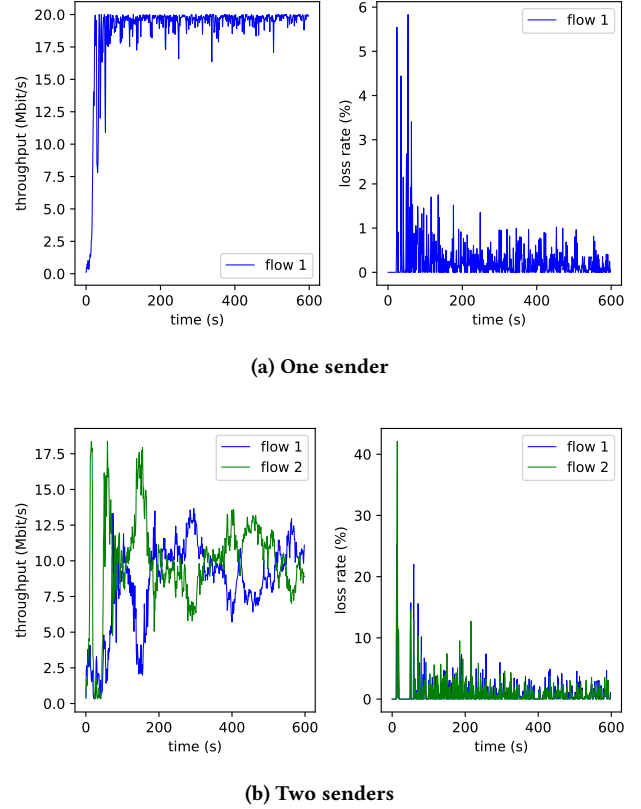 20.0
17.5
15.0
12.5
10.0
7.5
5.0
2.5
0.0
throughput (Mbit/s)
0 200 400 600
time (s)
flow 1
6
5
4
3
2
1
0
loss rate (%)
0 200 400 600
time (s)
flow 1
(a) One sender
17.5
15.0
12.5
10.0
7.5
5.0
2.5
0.0
throughput (Mbit/s)
0 200 400 600
time (s)
flow 1
flow 2
40
30
20
10
0
loss rate (%)
0 200 400 600
time (s)
flow 1
flow 2
(b) Two senders